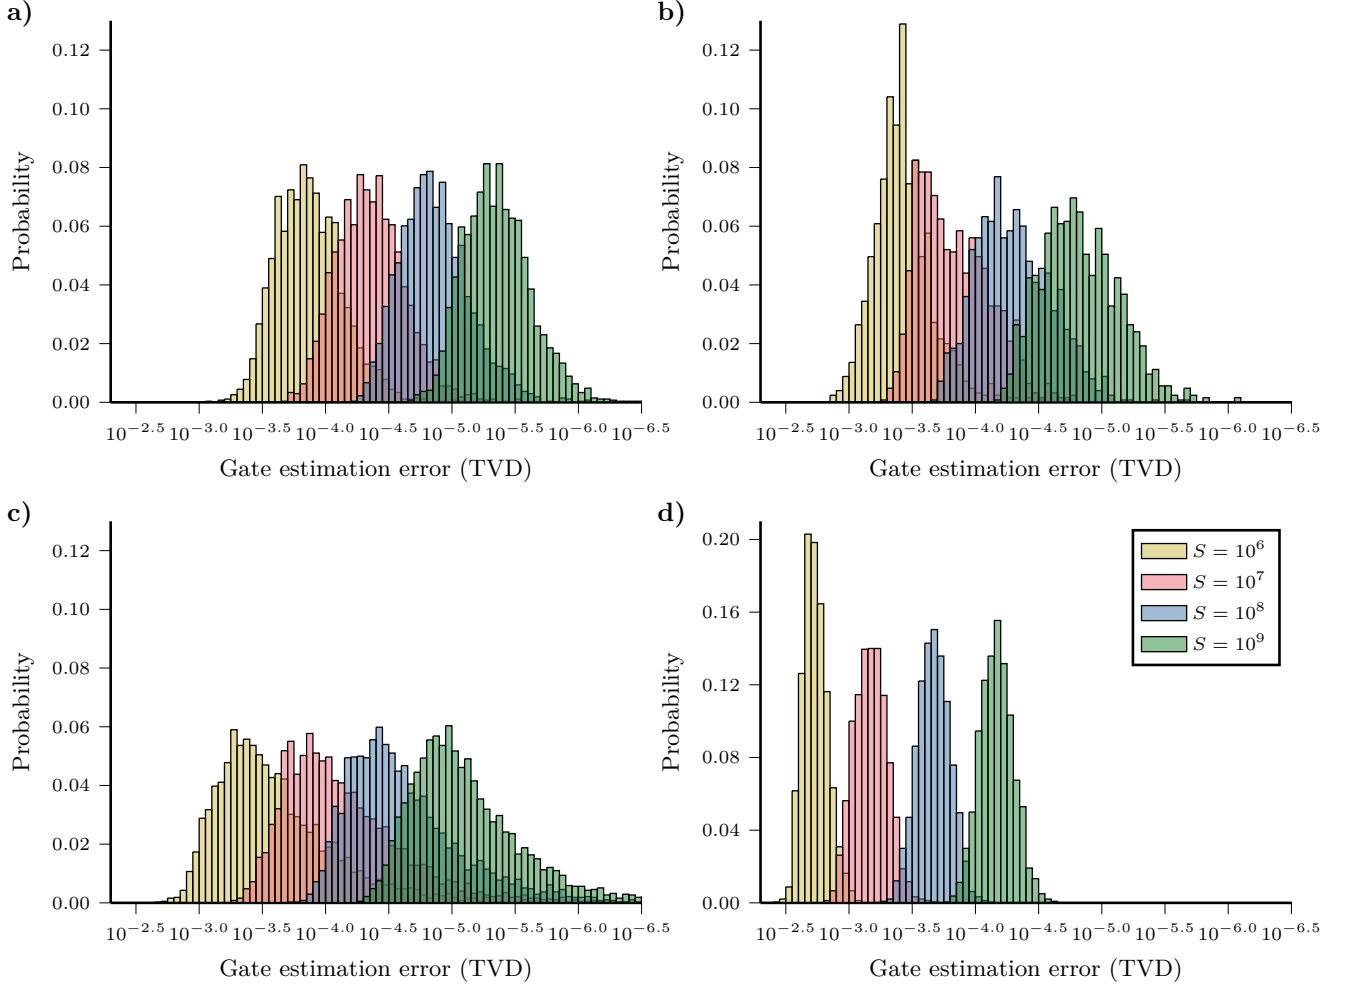 a)
0.12
0.10
0.08
0.06
0.04
0.02
0.00
Probability
10^−2.5 10^−3.0 10^−3.5 10^−4.0 10^−4.5 10^−5.0 10^−5.5 10^−6.5
Gate estimation error (TVD)
b)
0.12
0.10
0.08
0.06
0.04
0.02
0.00
Probability
10^−2.5 10^−3.0 10^−3.5 10^−4.0 10^−4.5 10^−5.0 10^−5.5 10^−6.0 10^−6.5
Gate estimation error (TVD)
c)
0.12
0.10
0.08
0.06
0.04
0.02
0.00
Probability
10^−2.5 10^−3.0 10^−3.5 10^−4.0 10^−4.5 10^−5.0 10^−5.5 10^−6.0 10^−6.5
Gate estimation error (TVD)
d)
0.20
0.16
0.12
0.08
0.04
0.00
Probability
10^−2.5 10^−3.0 10^−3.5 10^−4.0 10^−4.5 10^−5.0 10^−5.5 10^−6.0 10^−6.5
Gate estimation error (TVD)
S = 10^6
S = 10^7
S = 10^8
S = 10^9